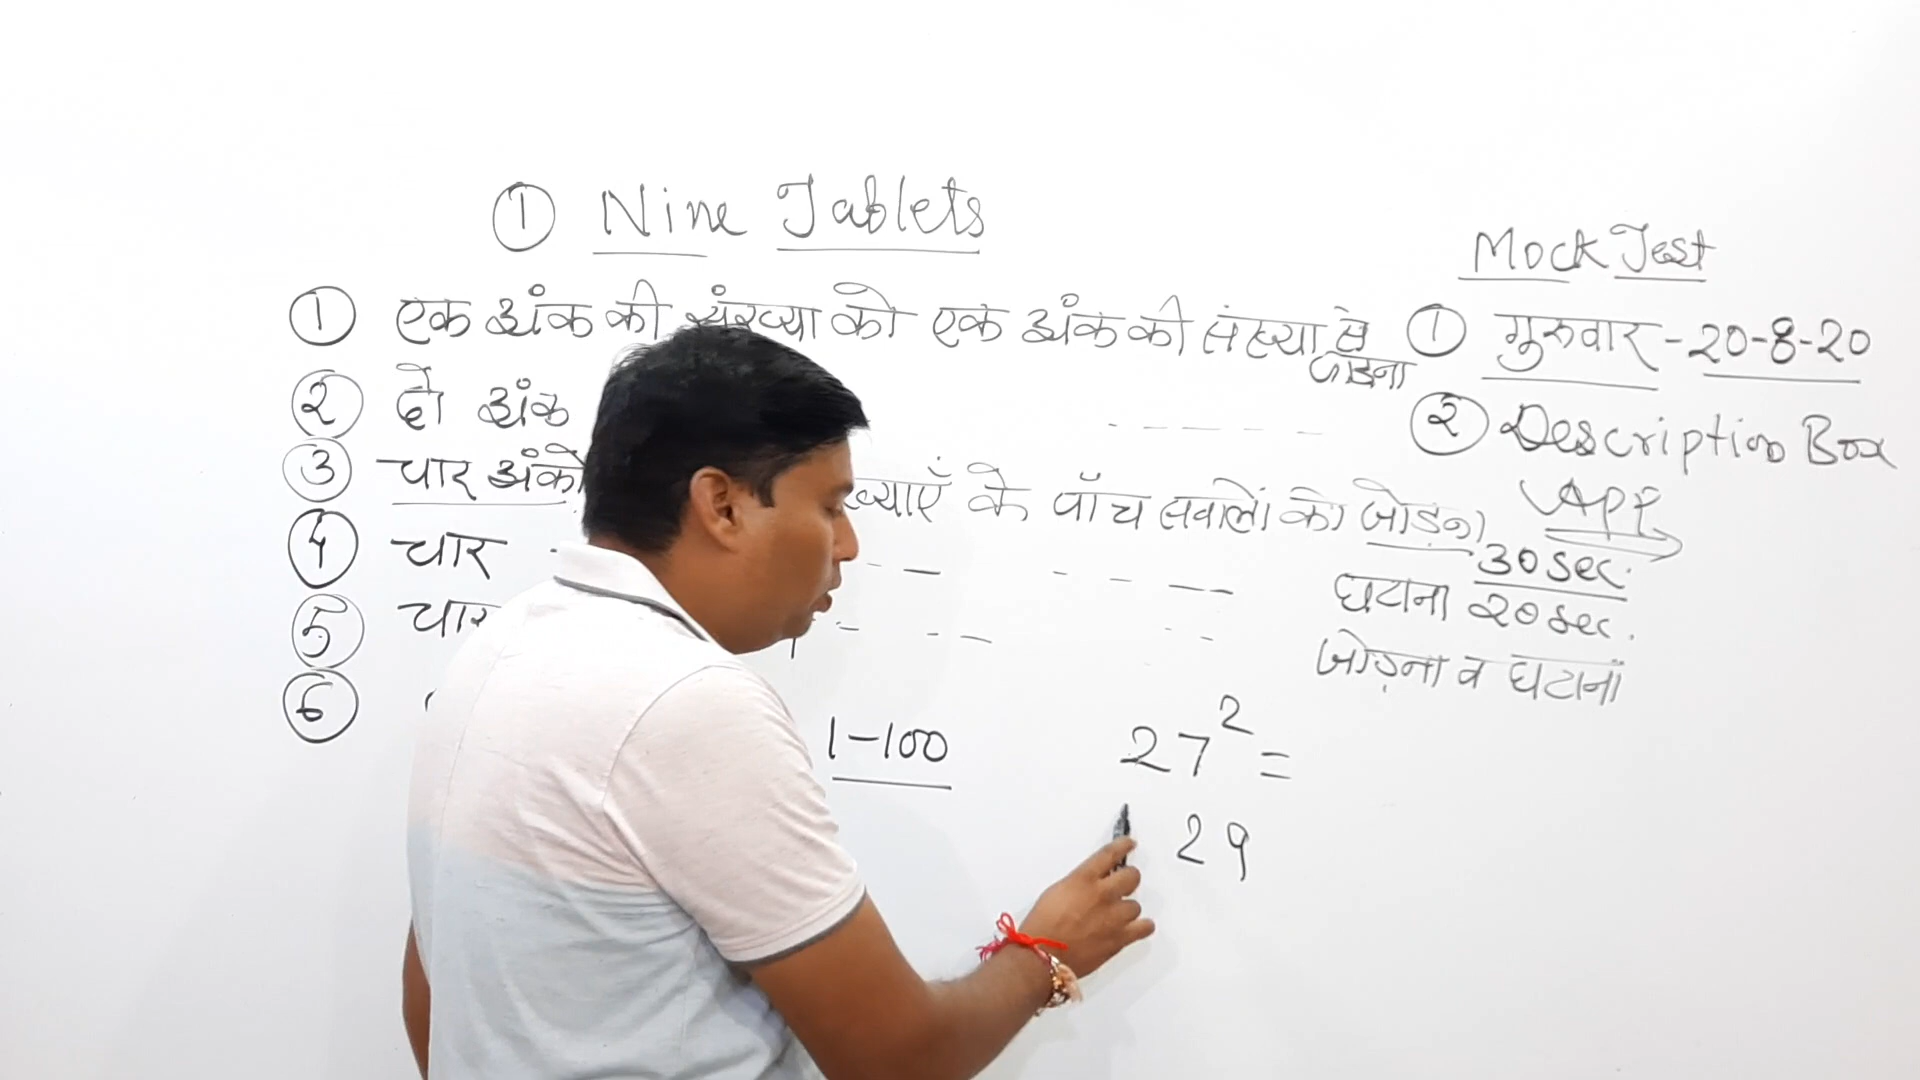 ① Nine Tablets
① एक अंक की संख्या को एक अंक की संख्या से जोड़ना
② दो अंक
③ चार अंको के पाँच सवालों को जोड़ना
④ चार
⑤ चार
⑥ 1-100
27² =
29
Mock Test
① गुरुवार - 20-8-20
② Description Box
App
30 sec.
घटाना 20 sec.
जोड़ना व घटाना